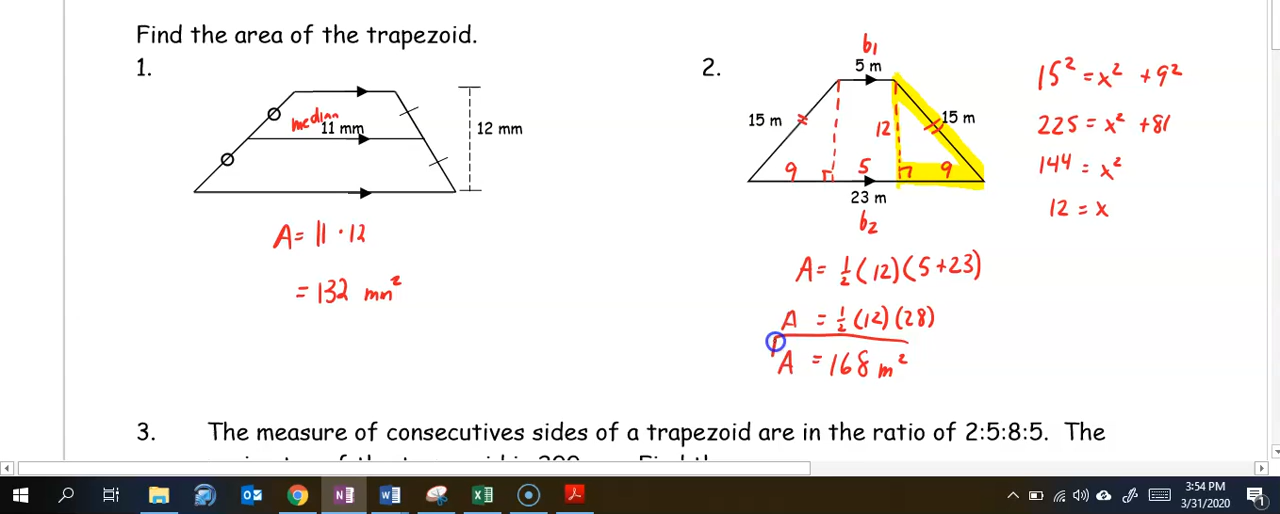 Find the area of the trapezoid.
1.
median
11 mm
12 mm
A = 11 · 12
= 132 mm²
2.
b₁
5 m
15 m
15 m
12
9
5
9
23 m
b₂
15² = x² + 9²
225 = x² + 81
144 = x²
12 = x
A = ½ (12)(5+23)
A = ½ (12)(28)
A = 168 m²
3. The measure of consecutives sides of a trapezoid are in the ratio of 2:5:8:5. The
3:54 PM
3/31/2020